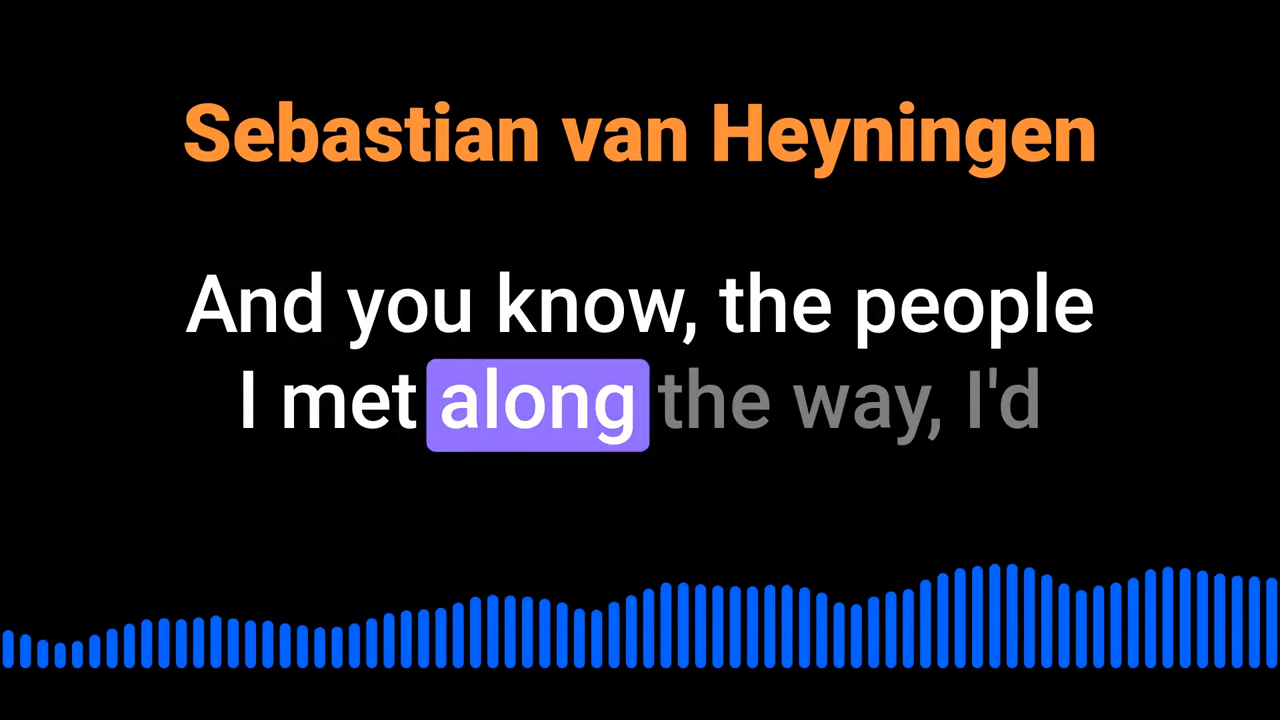 Sebastian van Heyningen
And you know, the people
I met along the way, I'd